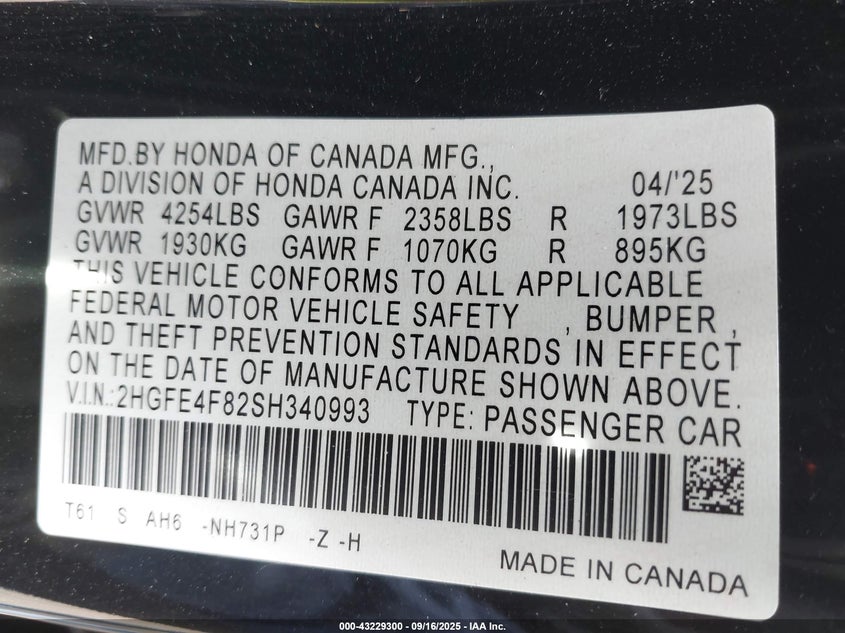 MFD.BY HONDA OF CANADA MFG.,
A DIVISION OF HONDA CANADA INC. 04/'25
GVWR 4254LBS GAWR F 2358LBS R 1973LBS
GVWR 1930KG GAWR F 1070KG R 895KG
THIS VEHICLE CONFORMS TO ALL APPLICABLE
FEDERAL MOTOR VEHICLE SAFETY , BUMPER ,
AND THEFT PREVENTION STANDARDS IN EFFECT
ON THE DATE OF MANUFACTURE SHOWN ABOVE.
V.I.N.:2HGFE4F82SH340993 TYPE: PASSENGER CAR
T61 S AH6 -NH731P -Z -H
MADE IN CANADA
000-43229300 - 09/16/2025 - IAA Inc.